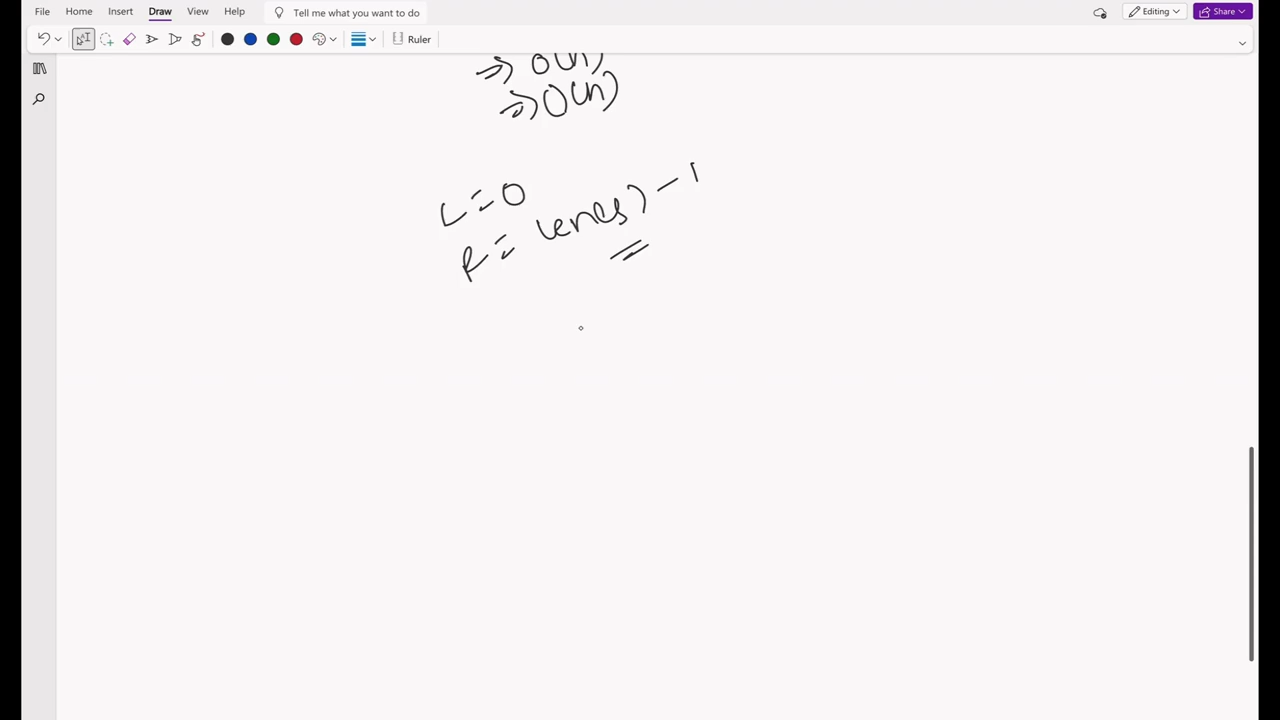 File Home Insert Draw View Help Tell me what you want to do Editing Share
Ruler
⇒ O(n)
⇒ O(n)
L = 0
R = len(s) - 1